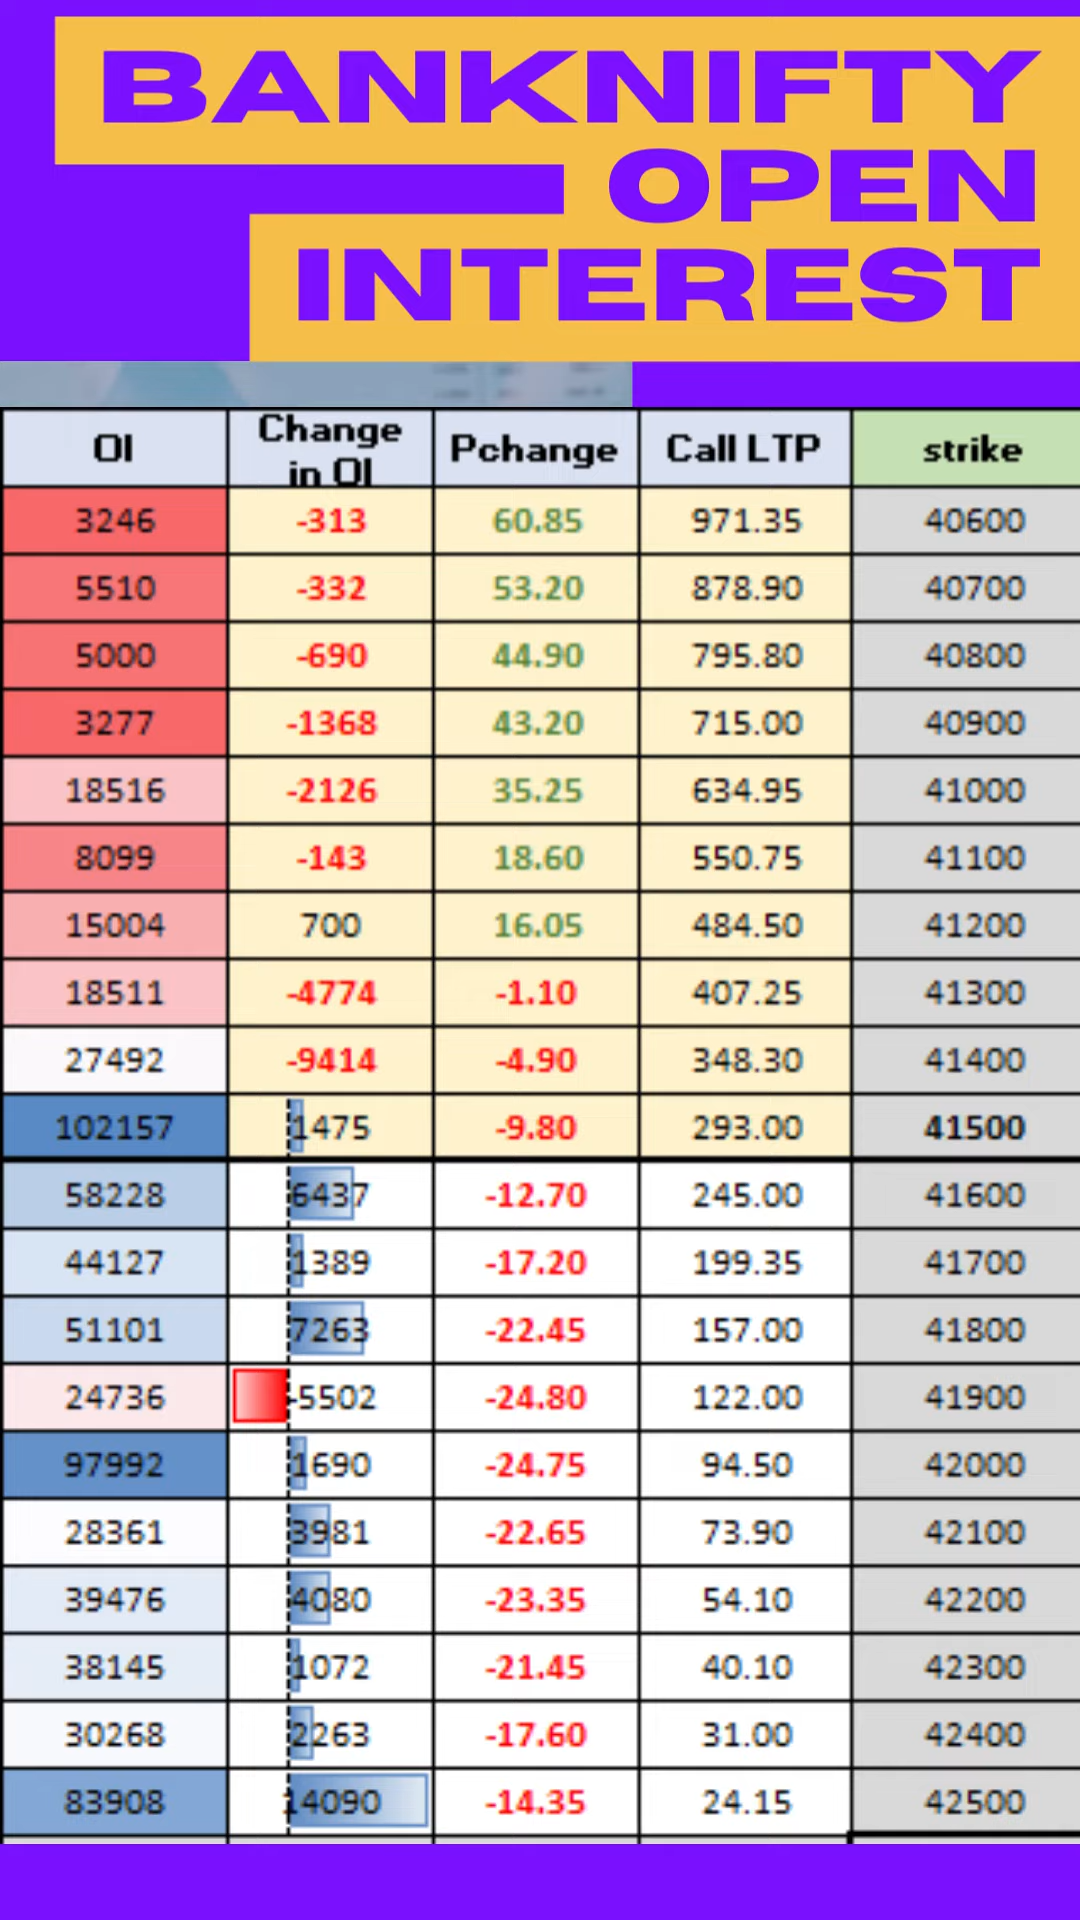 BANKNIFTY
OPEN
INTEREST
OI Change in OI Pchange Call LTP strike
3246 -313 60.85 971.35 40600
5510 -332 53.20 878.90 40700
5000 -690 44.90 795.80 40800
3277 -1368 43.20 715.00 40900
18516 -2126 35.25 634.95 41000
8099 -143 18.60 550.75 41100
15004 700 16.05 484.50 41200
18511 -4774 -1.10 407.25 41300
27492 -9414 -4.90 348.30 41400
102157 1475 -9.80 293.00 41500
58228 6437 -12.70 245.00 41600
44127 1389 -17.20 199.35 41700
51101 7263 -22.45 157.00 41800
24736 -5502 -24.80 122.00 41900
97992 1690 -24.75 94.50 42000
28361 3981 -22.65 73.90 42100
39476 4080 -23.35 54.10 42200
38145 1072 -21.45 40.10 42300
30268 2263 -17.60 31.00 42400
83908 14090 -14.35 24.15 42500